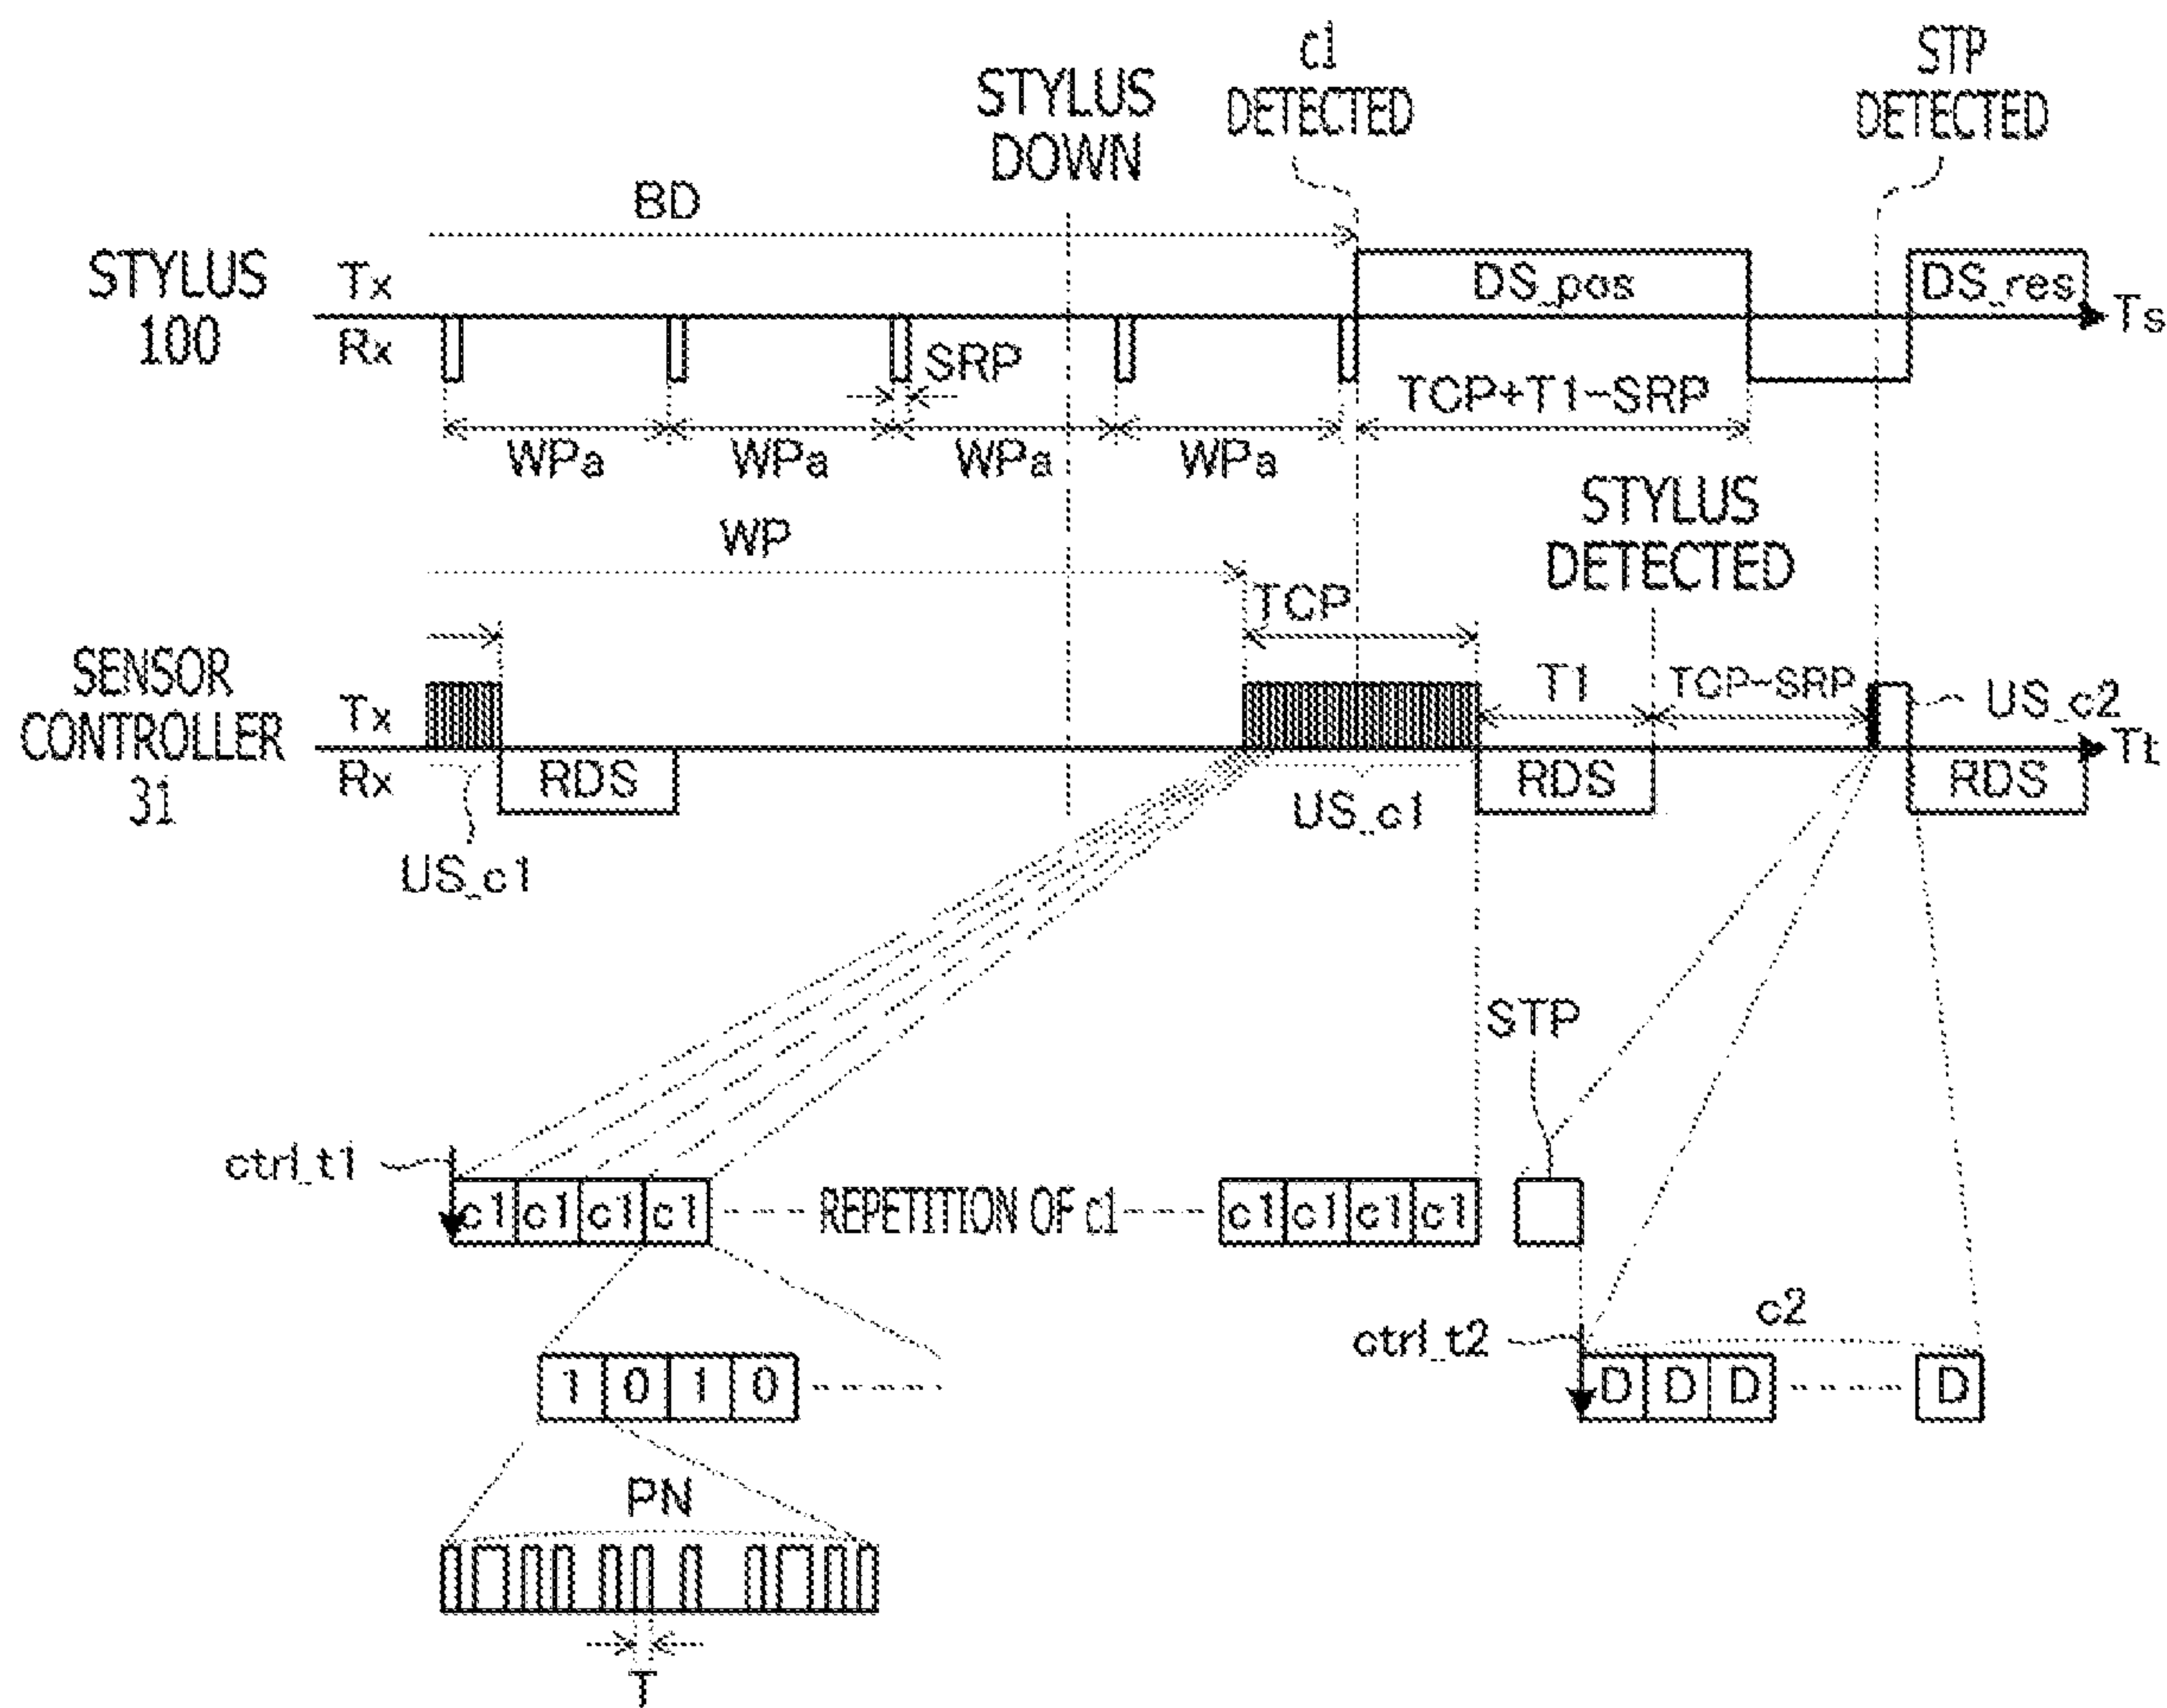 c1
DETECTED
STP
DETECTED
STYLUS
DOWN
BD
STYLUS
100
Tx
Rx
DS_pos
DS_res
Ts
SRP
TCP+T1-SRP
WPa
WPa
WPa
WPa
STYLUS
DETECTED
WP
TCP
SENSOR
CONTROLLER
31
Tx
Rx
T1
TCP-SRP
US_c2
Tt
RDS
RDS
RDS
US_c1
US_c1
STP
ctrl_t1
c1 c1 c1 c1
REPETITION OF c1
c1 c1 c1 c1
ctrl_t2
c2
1 0 1 0
D D D
D
PN
T